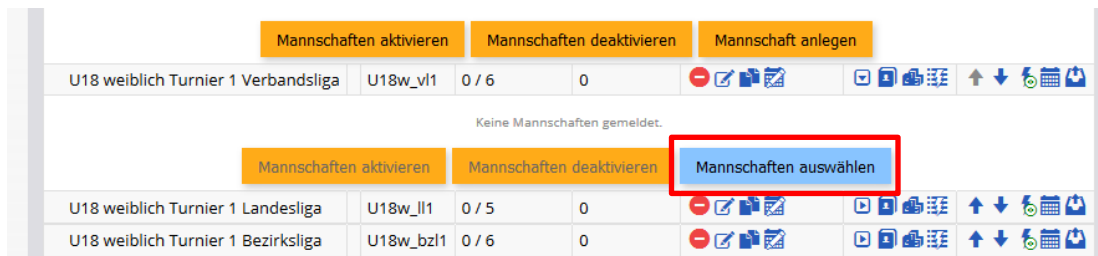 Mannschaften aktivieren Mannschaften deaktivieren Mannschaft anlegen
U18 weiblich Turnier 1 Verbandsliga U18w_vl1 0 / 6 0
Keine Mannschaften gemeldet.
Mannschaften aktivieren Mannschaften deaktivieren Mannschaften auswählen
U18 weiblich Turnier 1 Landesliga U18w_ll1 0 / 5 0
U18 weiblich Turnier 1 Bezirksliga U18w_bzl1 0 / 6 0